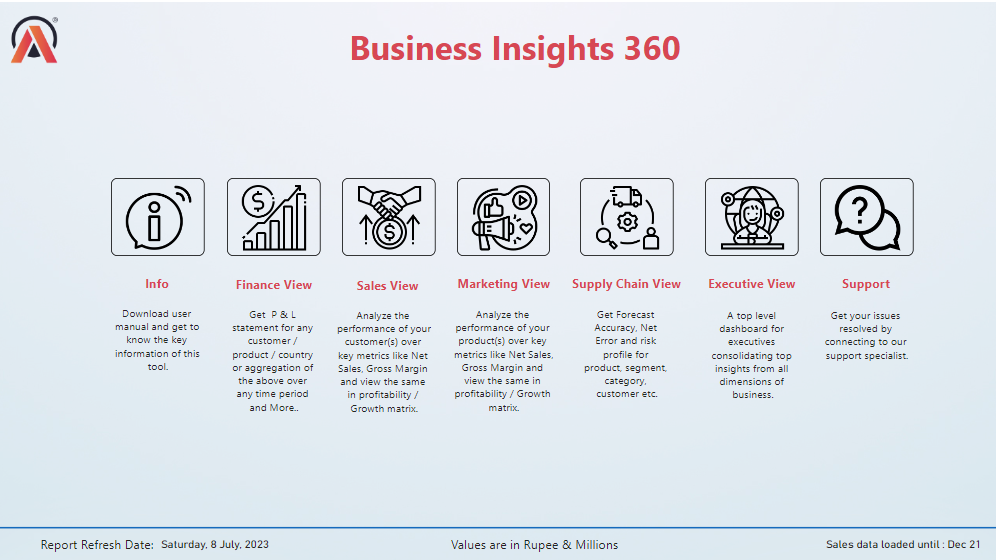 ®
Business Insights 360
Info
Download user
manual and get to
know the key
information of this
tool.
Finance View
Get P & L
statement for any
customer /
product / country
or aggregation of
the above over
any time period
and More..
Sales View
Analyze the
performance of your
customer(s) over
key metrics like Net
Sales, Gross Margin
and view the same
in profitability /
Growth matrix.
Marketing View
Analyze the
performance of your
product(s) over key
metrics like Net Sales,
Gross Margin and
view the same in
profitability / Growth
matrix.
Supply Chain View
Get Forecast
Accuracy, Net
Error and risk
profile for
product, segment,
category,
customer etc.
Executive View
A top level
dashboard for
executives
consolidating top
insights from all
dimensions of
business.
Support
Get your issues
resolved by
connecting to our
support specialist.
Report Refresh Date: Saturday, 8 July, 2023
Values are in Rupee & Millions
Sales data loaded until : Dec 21